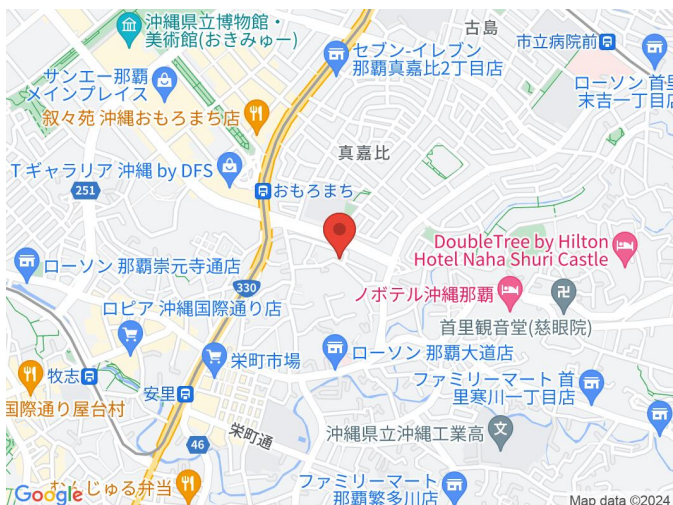 沖縄県立博物館・
美術館(おきみゅー)
古島
市立病院前
セブン-イレブン
那覇真嘉比2丁目店
ローソン 首里
末吉一丁目店
サンエー那覇
メインプレイス
叙々苑 沖縄おもろまち店
真嘉比
T ギャラリア 沖縄 by DFS
251
おもろまち
DoubleTree by Hilton
Hotel Naha Shuri Castle
ローソン 那覇崇元寺通店
330
ノボテル沖縄那覇
ロピア 沖縄国際通り店
首里観音堂(慈眼院)
栄町市場
ローソン 那覇大道店
牧志
安里
ファミリーマート 首
里寒川一丁目店
国際通り屋台村
46
栄町通
沖縄県立沖縄工業高
文
むんじゅる弁当
ファミリーマート
那覇繁多川店
Google
Map data ©2024